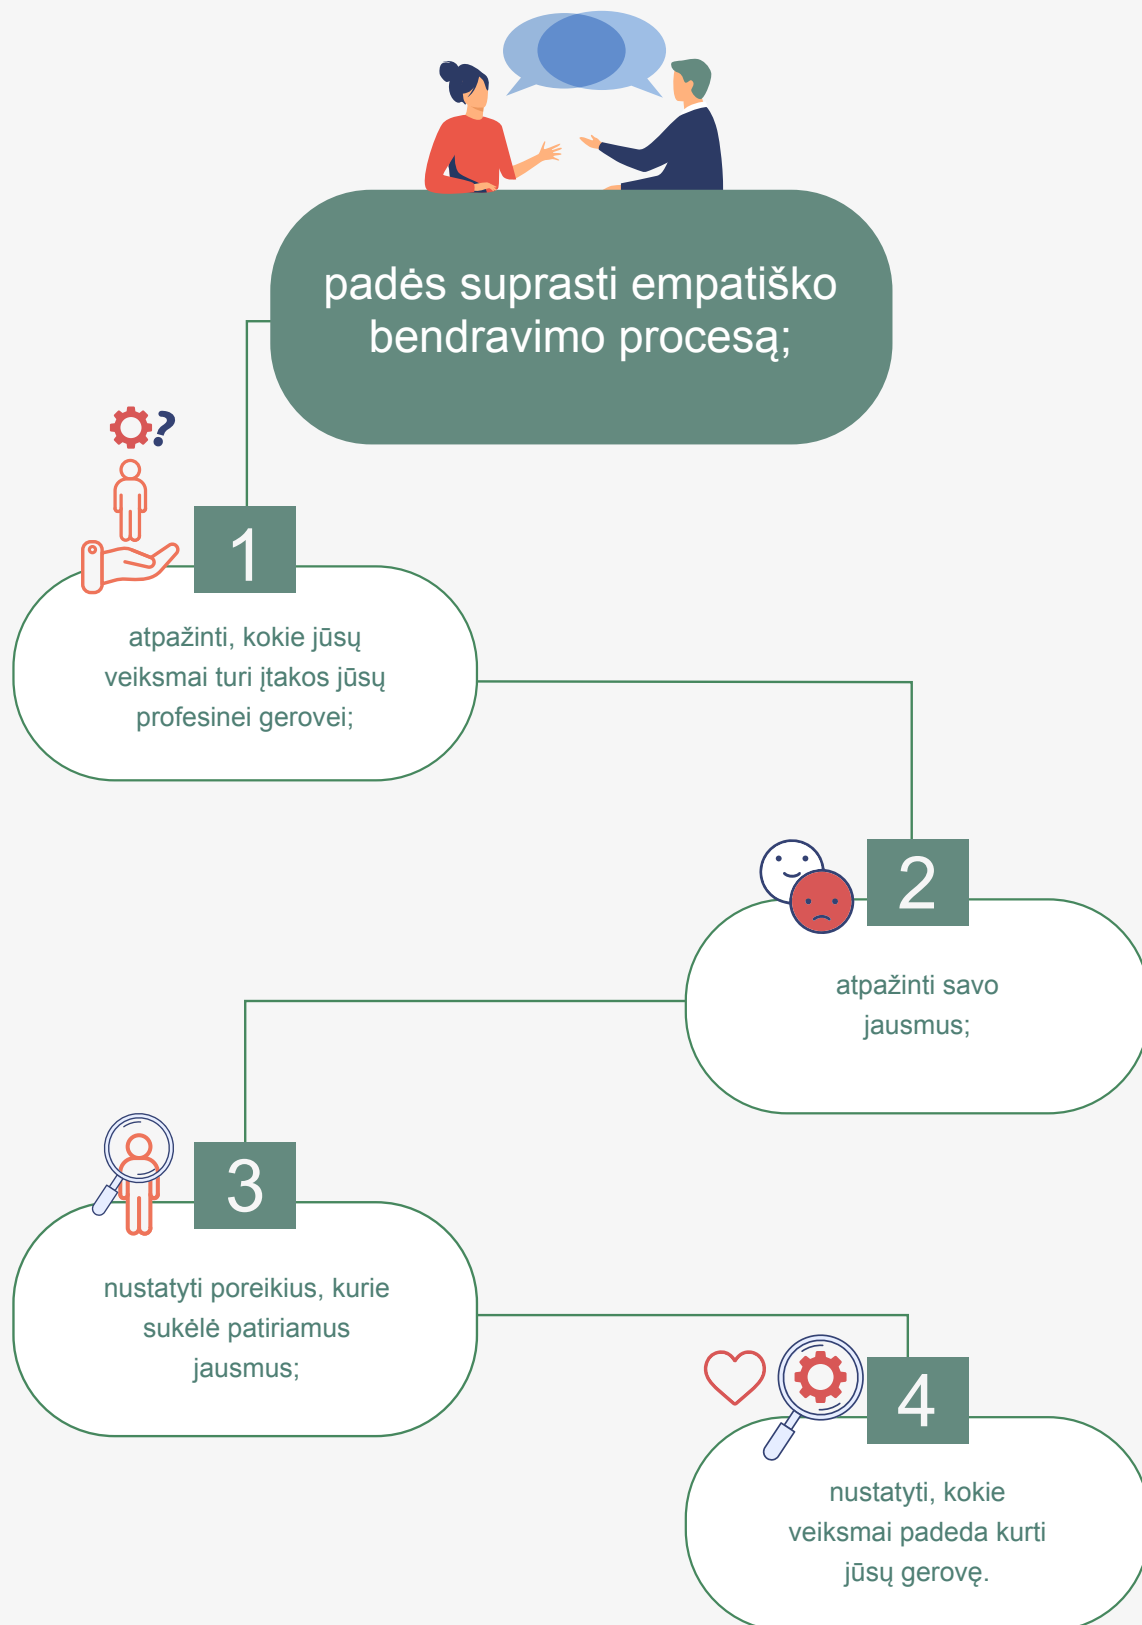 padės suprasti empatiško
bendravimo procesą;
?
1
atpažinti, kokie jūsų
veiksmai turi įtakos jūsų
profesinei gerovei;
2
atpažinti savo
jausmus;
3
nustatyti poreikius, kurie
sukėlė patiriamus
jausmus;
4
nustatyti, kokie
veiksmai padeda kurti
jūsų gerovę.